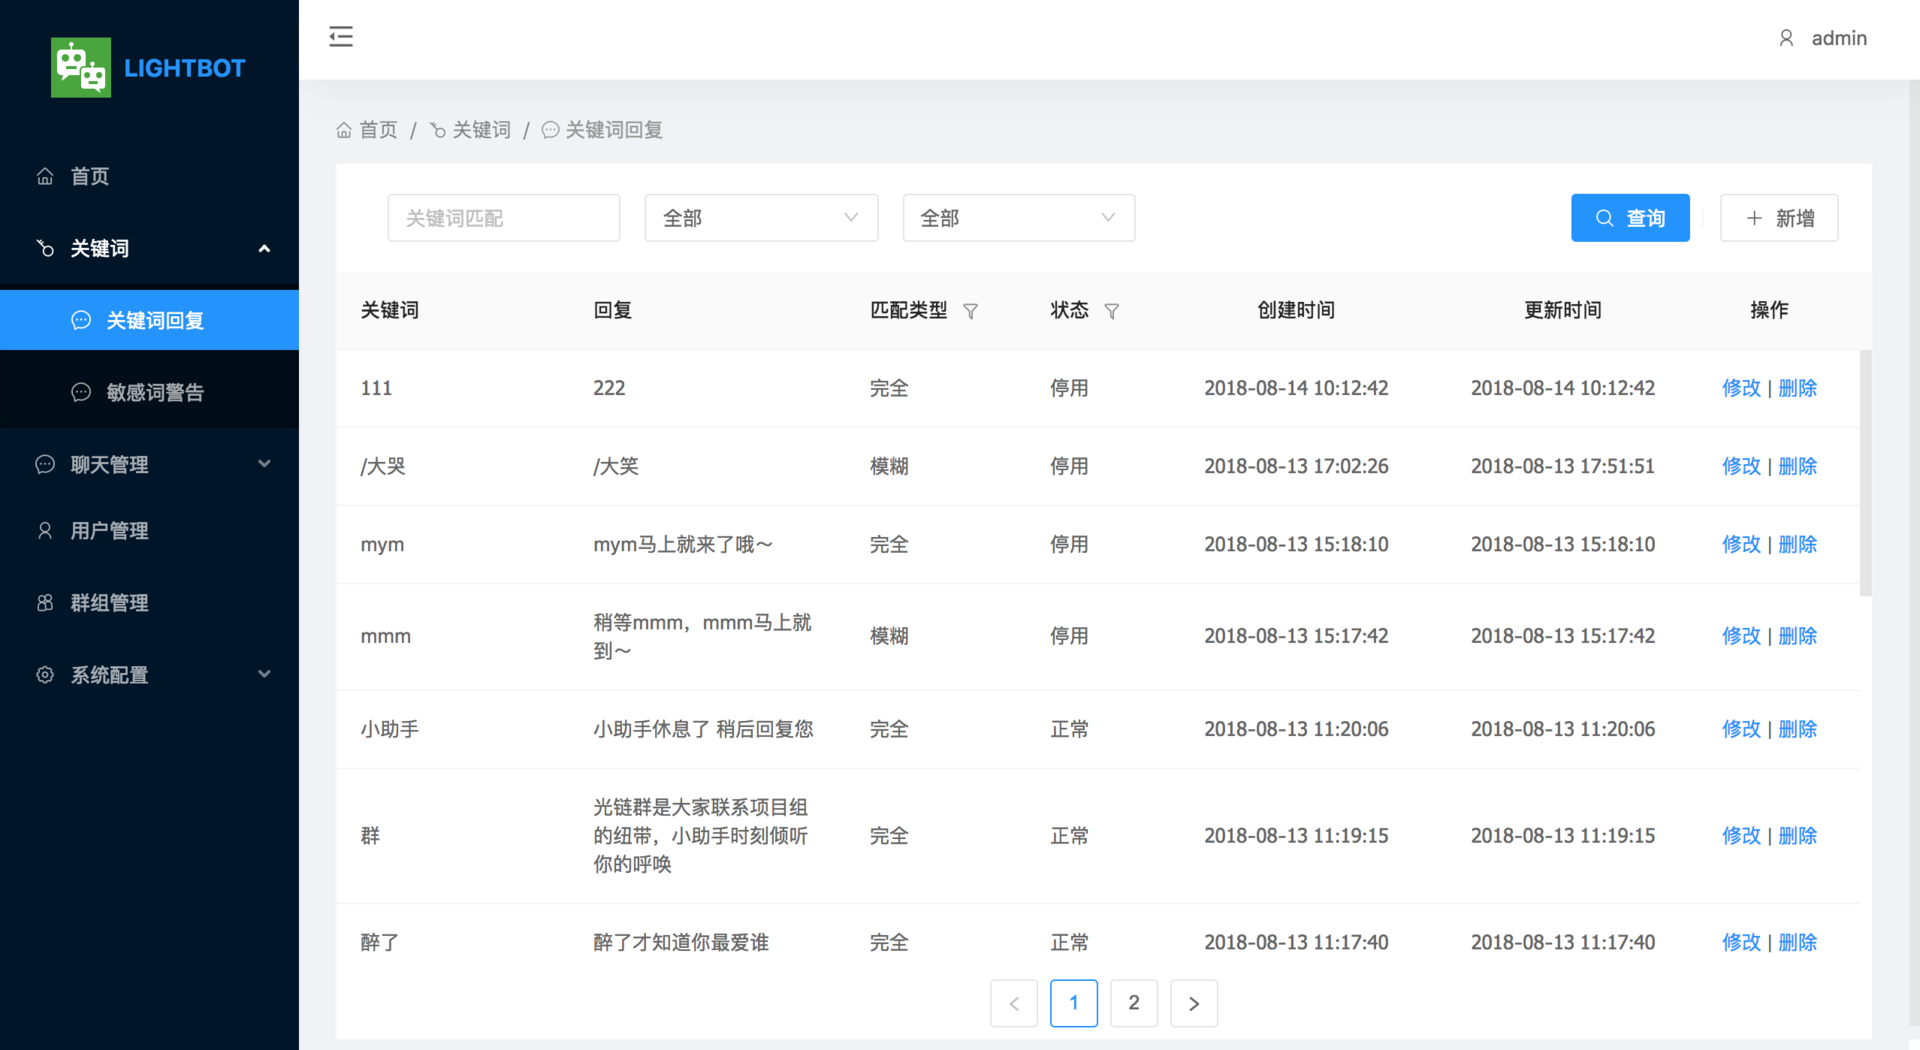 LIGHTBOT
admin
首页
关键词
关键词回复
敏感词警告
聊天管理
用户管理
群组管理
系统配置
首页 / 关键词 / 关键词回复
关键词匹配 全部 全部 查询 新增
关键词 回复 匹配类型 状态 创建时间 更新时间 操作
111 222 完全 停用 2018-08-14 10:12:42 2018-08-14 10:12:42 修改 | 删除
/大哭 /大笑 模糊 停用 2018-08-13 17:02:26 2018-08-13 17:51:51 修改 | 删除
mym mym马上就来了哦～ 完全 停用 2018-08-13 15:18:10 2018-08-13 15:18:10 修改 | 删除
mmm 稍等mmm，mmm马上就
到～ 模糊 停用 2018-08-13 15:17:42 2018-08-13 15:17:42 修改 | 删除
小助手 小助手休息了 稍后回复您 完全 正常 2018-08-13 11:20:06 2018-08-13 11:20:06 修改 | 删除
群 光链群是大家联系项目组
的纽带，小助手时刻倾听
你的呼唤 完全 正常 2018-08-13 11:19:15 2018-08-13 11:19:15 修改 | 删除
醉了 醉了才知道你最爱谁 完全 正常 2018-08-13 11:17:40 2018-08-13 11:17:40 修改 | 删除
1 2